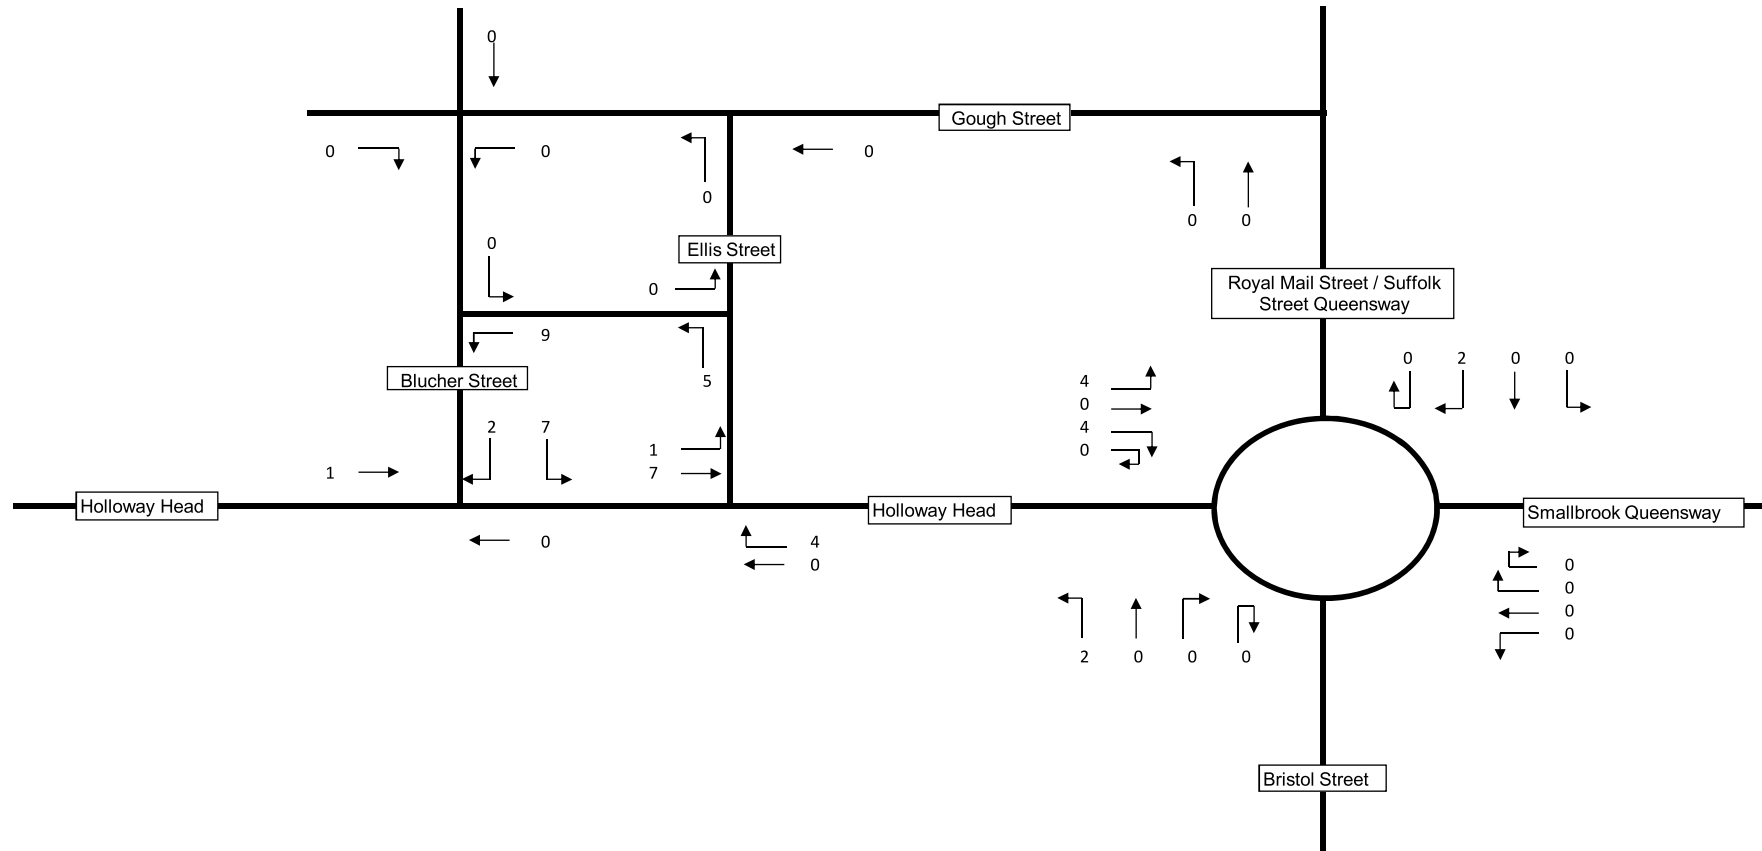 0
Gough Street
0
0
0
0
0
0
0
Ellis Street
0
0
Royal Mail Street / Suffolk
Street Queensway
9
0 2 0 0
Blucher Street
5
4
0
4
0
2 7
1
1
7
Holloway Head
Holloway Head
Smallbrook Queensway
0
4
0
0
0
0
0
2 0 0 0
Bristol Street